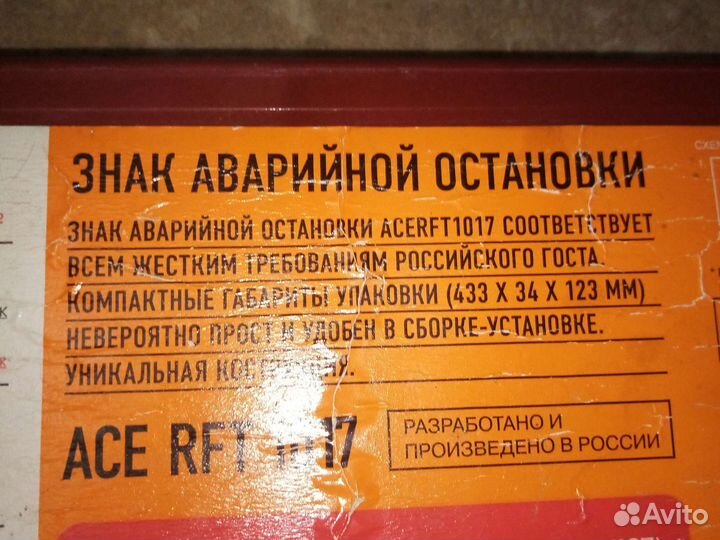 ЗНАК АВАРИЙНОЙ ОСТАНОВКИ
ЗНАК АВАРИЙНОЙ ОСТАНОВКИ ACERFT1017 СООТВЕТСТВУЕТ
ВСЕМ ЖЕСТКИМ ТРЕБОВАНИЯМ РОССИЙСКОГО ГОСТА.
КОМПАКТНЫЕ ГАБАРИТЫ УПАКОВКИ (433 X 34 X 123 ММ)
НЕВЕРОЯТНО ПРОСТ И УДОБЕН В СБОРКЕ-УСТАНОВКЕ.
УНИКАЛЬНАЯ
ACE RFT 1017
РАЗРАБОТАНО И
ПРОИЗВЕДЕНО В РОССИИ
Avito